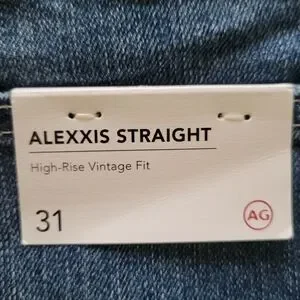 ALEXXIS STRAIGHT
High-Rise Vintage Fit
31
AG